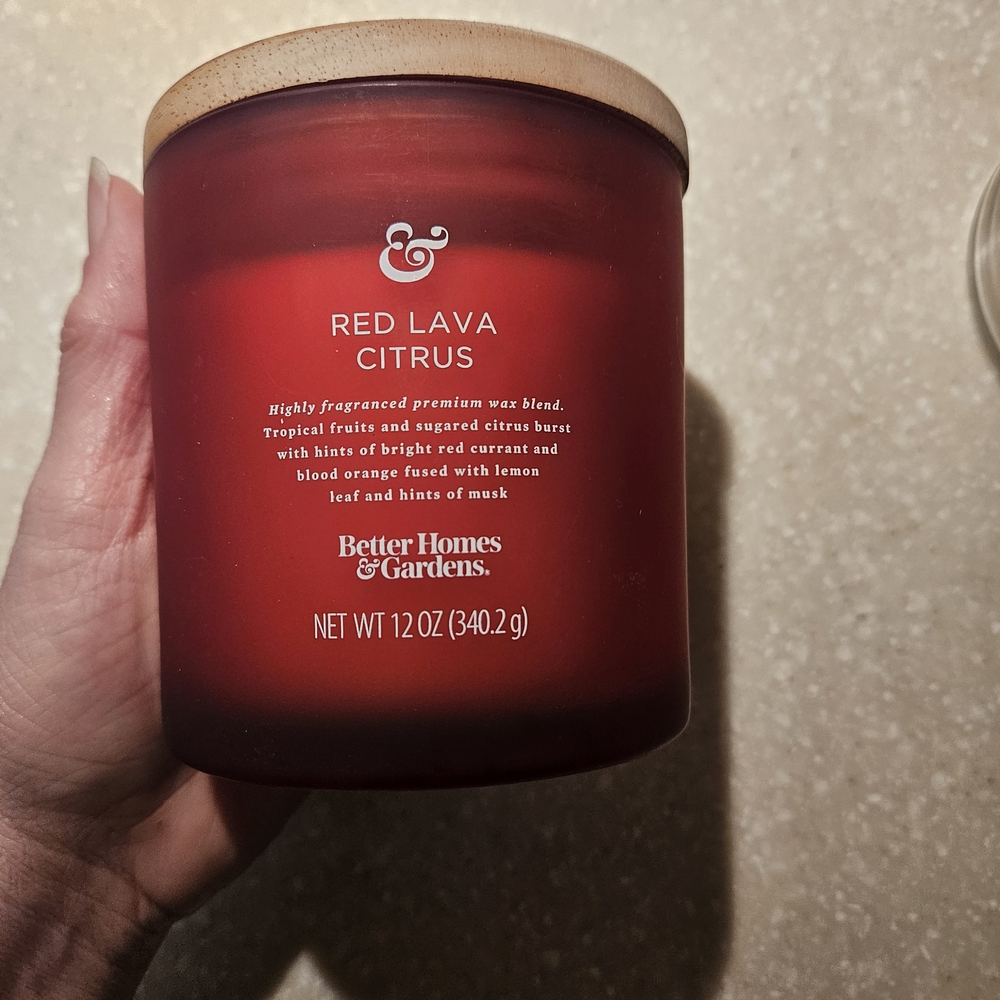 &
RED LAVA
CITRUS
Highly fragranced premium wax blend.
Tropical fruits and sugared citrus burst
with hints of bright red currant and
blood orange fused with lemon
leaf and hints of musk
Better Homes
&Gardens.
NET WT 12 OZ (340.2 g)